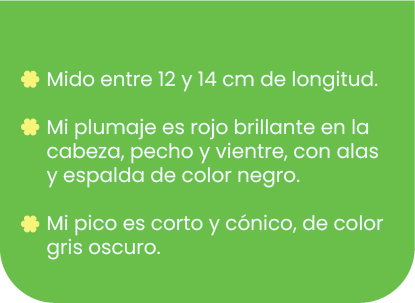 Mido entre 12 y 14 cm de longitud.
Mi plumaje es rojo brillante en la
cabeza, pecho y vientre, con alas
y espalda de color negro.
Mi pico es corto y cónico, de color
gris oscuro.